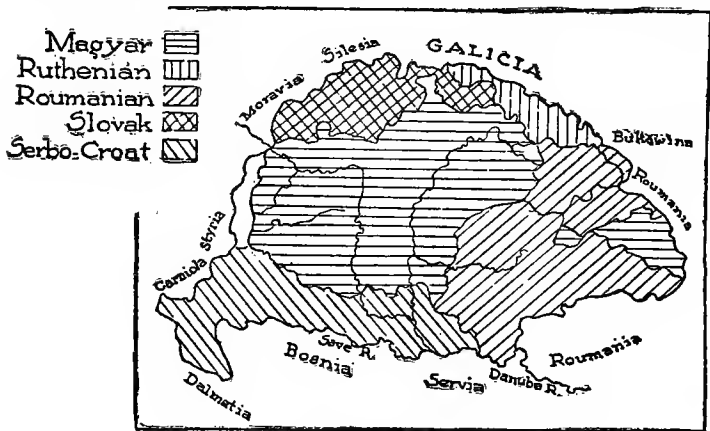 Magyar
Ruthenian
Roumanian
Slovak
Serbo-Croat
Moravia
Silesia
GALICIA
Bukowina
Roumania
Styria
Carniola
Dalmatia
Bosnia
Save R.
Servia
Danube R.
Roumania